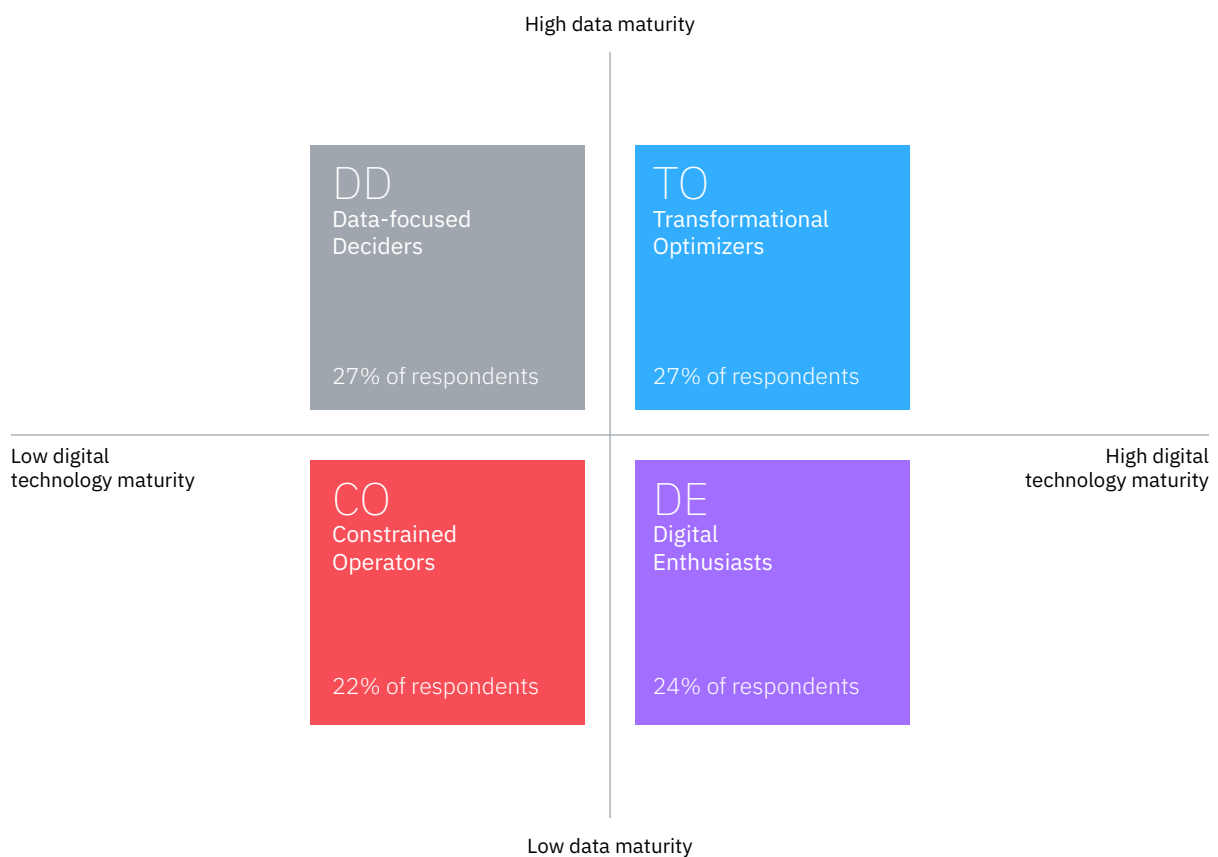 High data maturity
DD
Data-focused
Deciders
27% of respondents
TO
Transformational
Optimizers
27% of respondents
Low digital
technology maturity
High digital
technology maturity
CO
Constrained
Operators
22% of respondents
DE
Digital
Enthusiasts
24% of respondents
Low data maturity